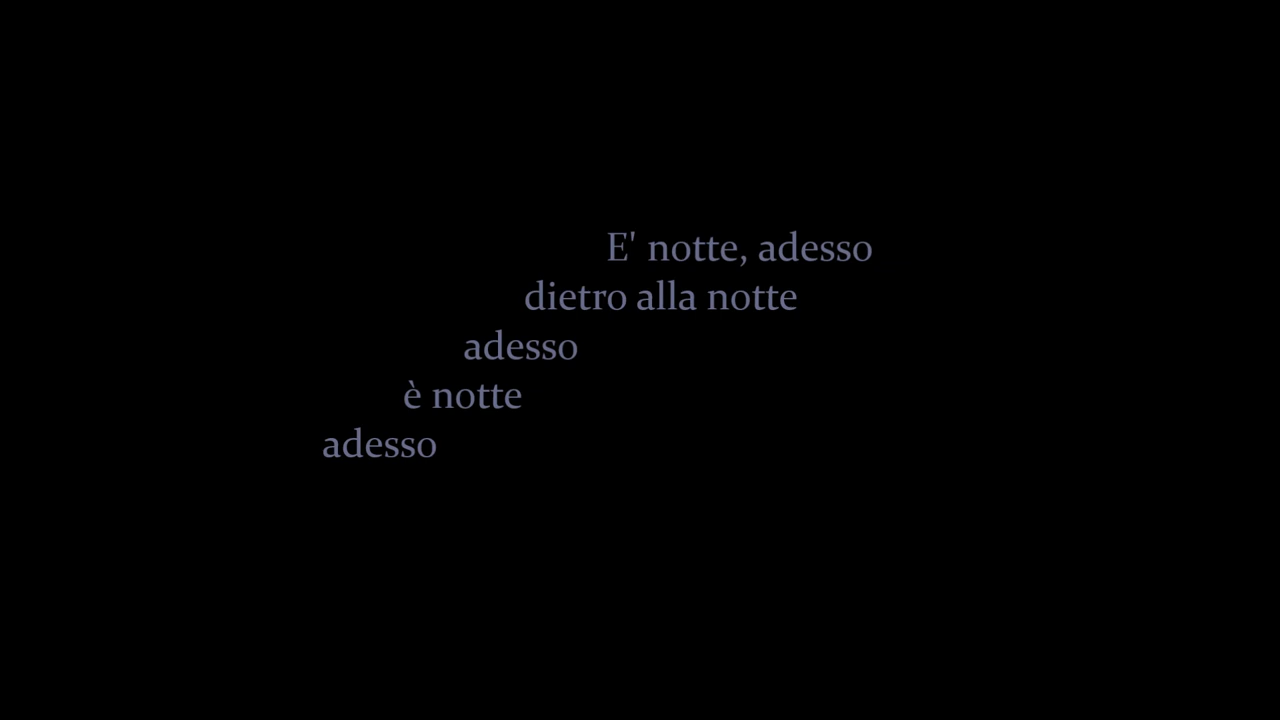 E' notte, adesso
dietro alla notte
adesso
è notte
adesso